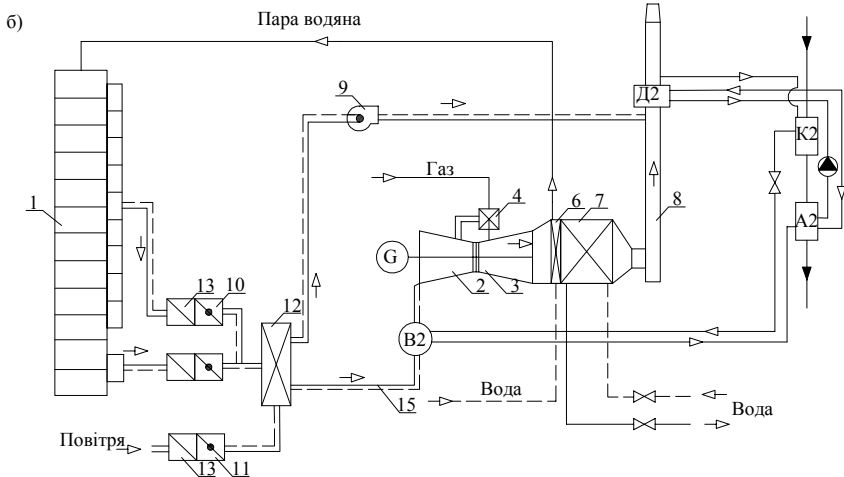 б)
Пара водяна
9
Д2
К2
Газ
4
6
7
1
8
А2
G
2
3
13
10
12
В2
15
Вода
Вода
Повітря
13
11